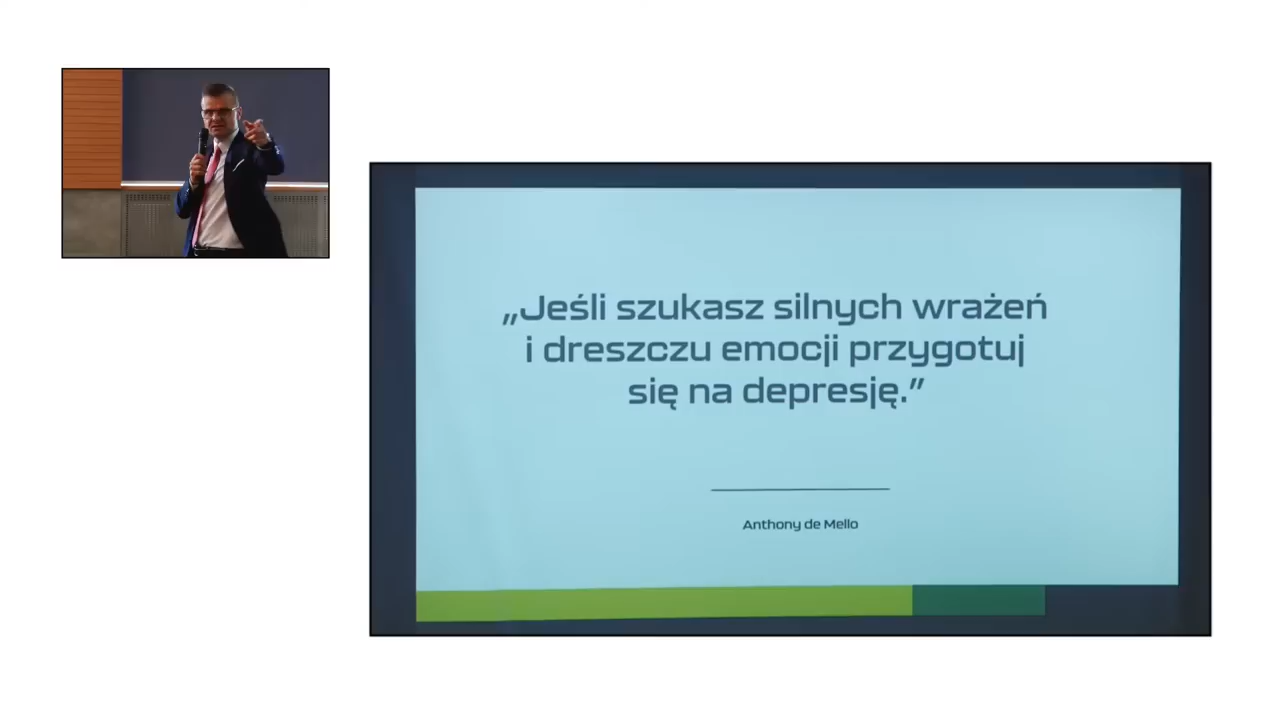 „Jeśli szukasz silnych wrażeń
i dreszczu emocji przygotuj
się na depresję.”
Anthony de Mello